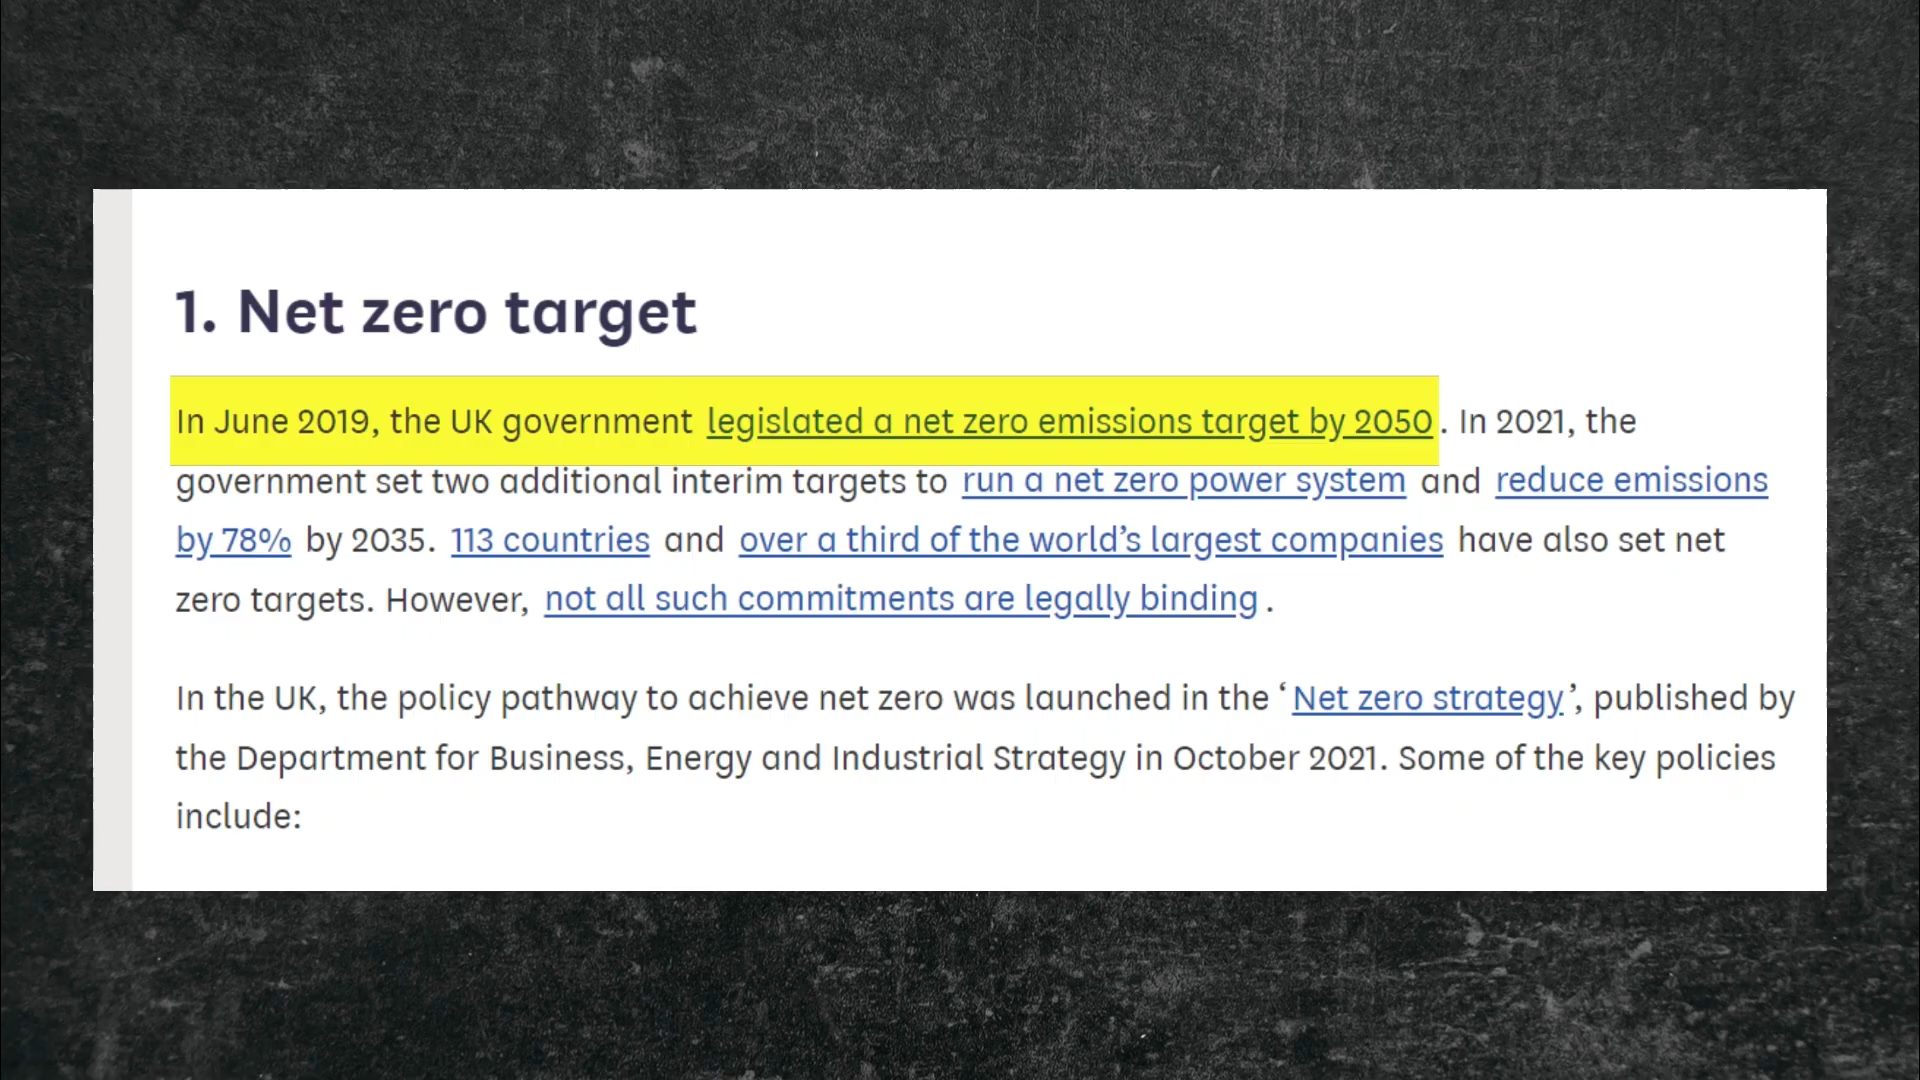 1. Net zero target
In June 2019, the UK government legislated a net zero emissions target by 2050. In 2021, the
government set two additional interim targets to run a net zero power system and reduce emissions
by 78% by 2035. 113 countries and over a third of the world’s largest companies have also set net
zero targets. However, not all such commitments are legally binding.
In the UK, the policy pathway to achieve net zero was launched in the ‘Net zero strategy’, published by
the Department for Business, Energy and Industrial Strategy in October 2021. Some of the key policies
include: